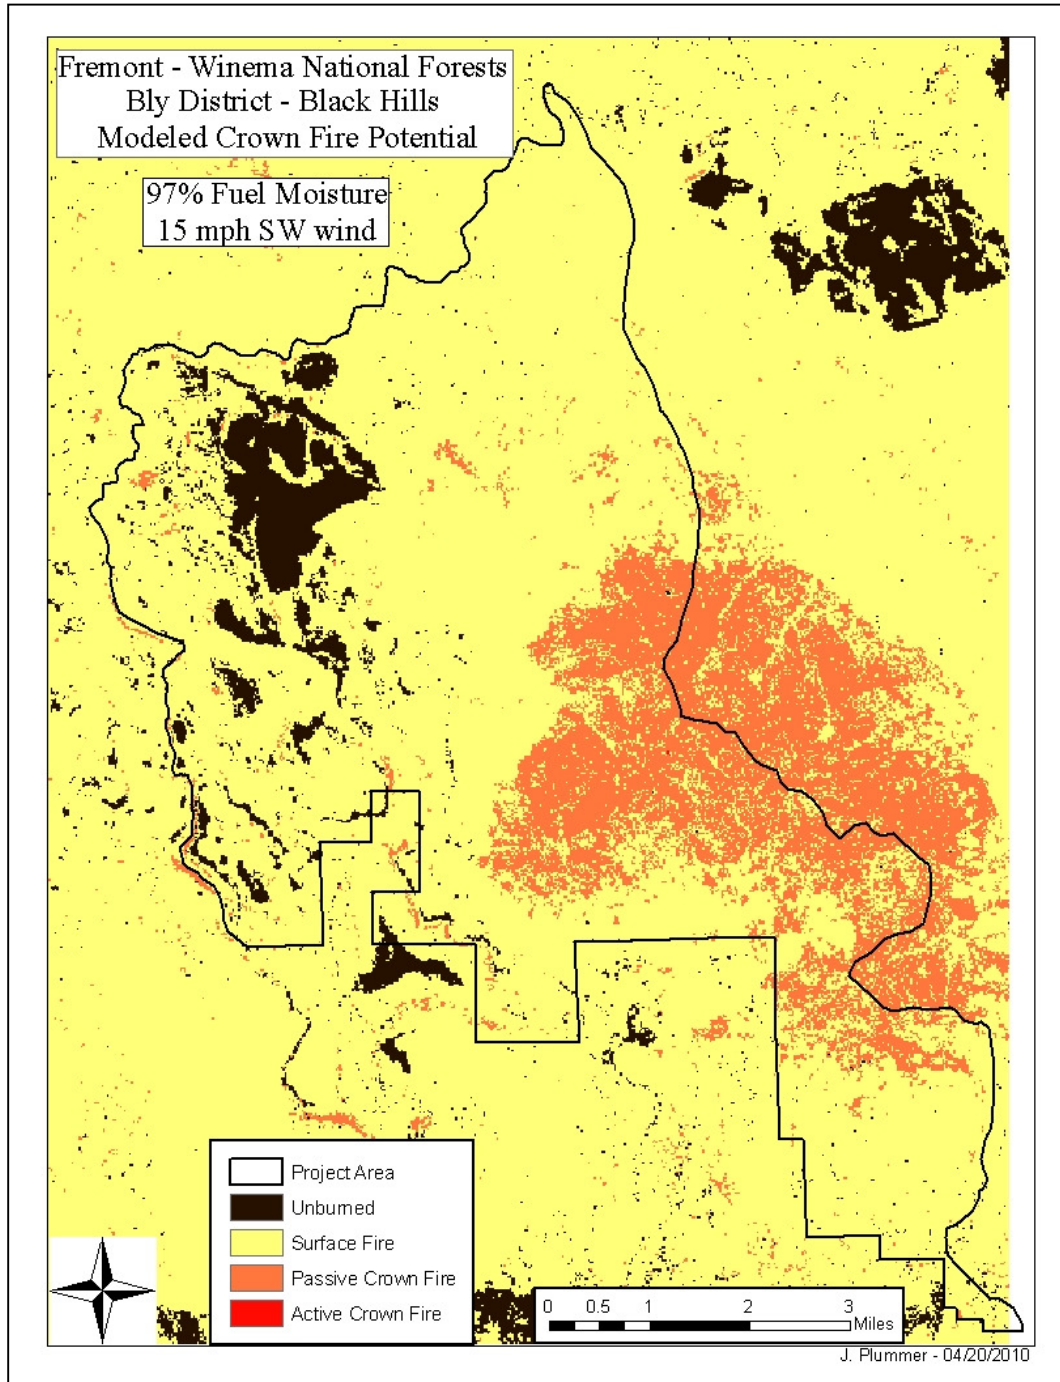 Fremont - Winema National Forests
Bly District - Black Hills
Modeled Crown Fire Potential
97% Fuel Moisture
15 mph SW wind
Project Area
Unburned
Surface Fire
Passive Crown Fire
Active Crown Fire
0 0.5 1 2 3
Miles
J. Plummer - 04/20/2010